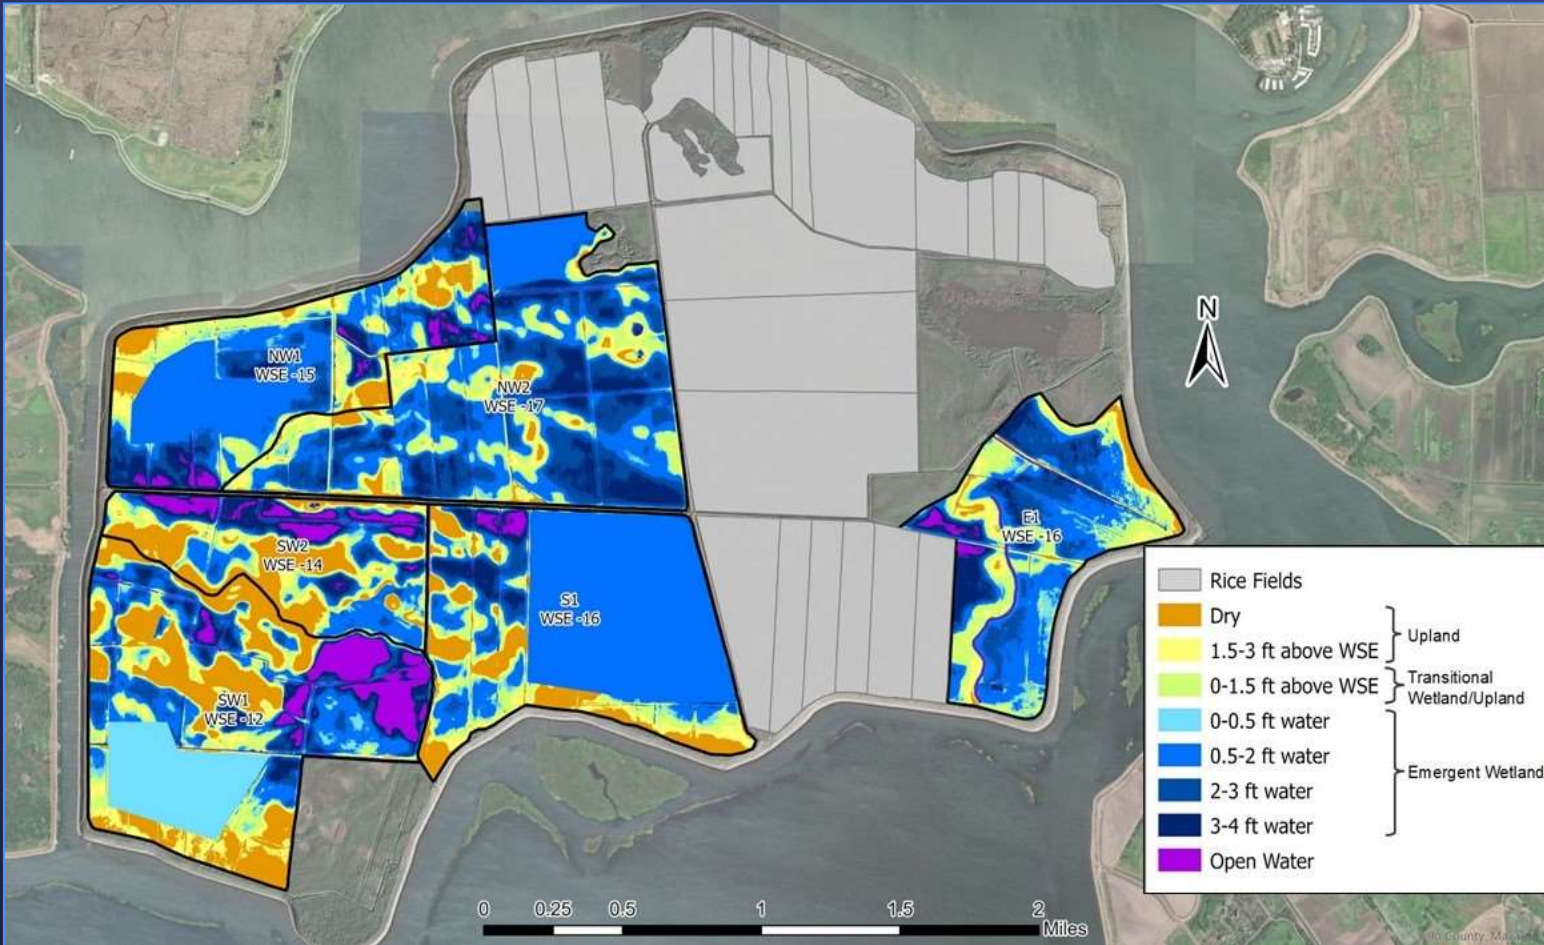 N
NW1
WSE -15
NW2
WSE -17
SW2
WSE -14
S1
WSE -16
E1
WSE -16
SW1
WSE -12
Rice Fields
Dry
1.5-3 ft above WSE
Upland
0-1.5 ft above WSE
Transitional
Wetland/Upland
0-0.5 ft water
0.5-2 ft water
2-3 ft water
Emergent Wetland
3-4 ft water
Open Water
0 0.25 0.5 1 1.5 2
Miles
County,